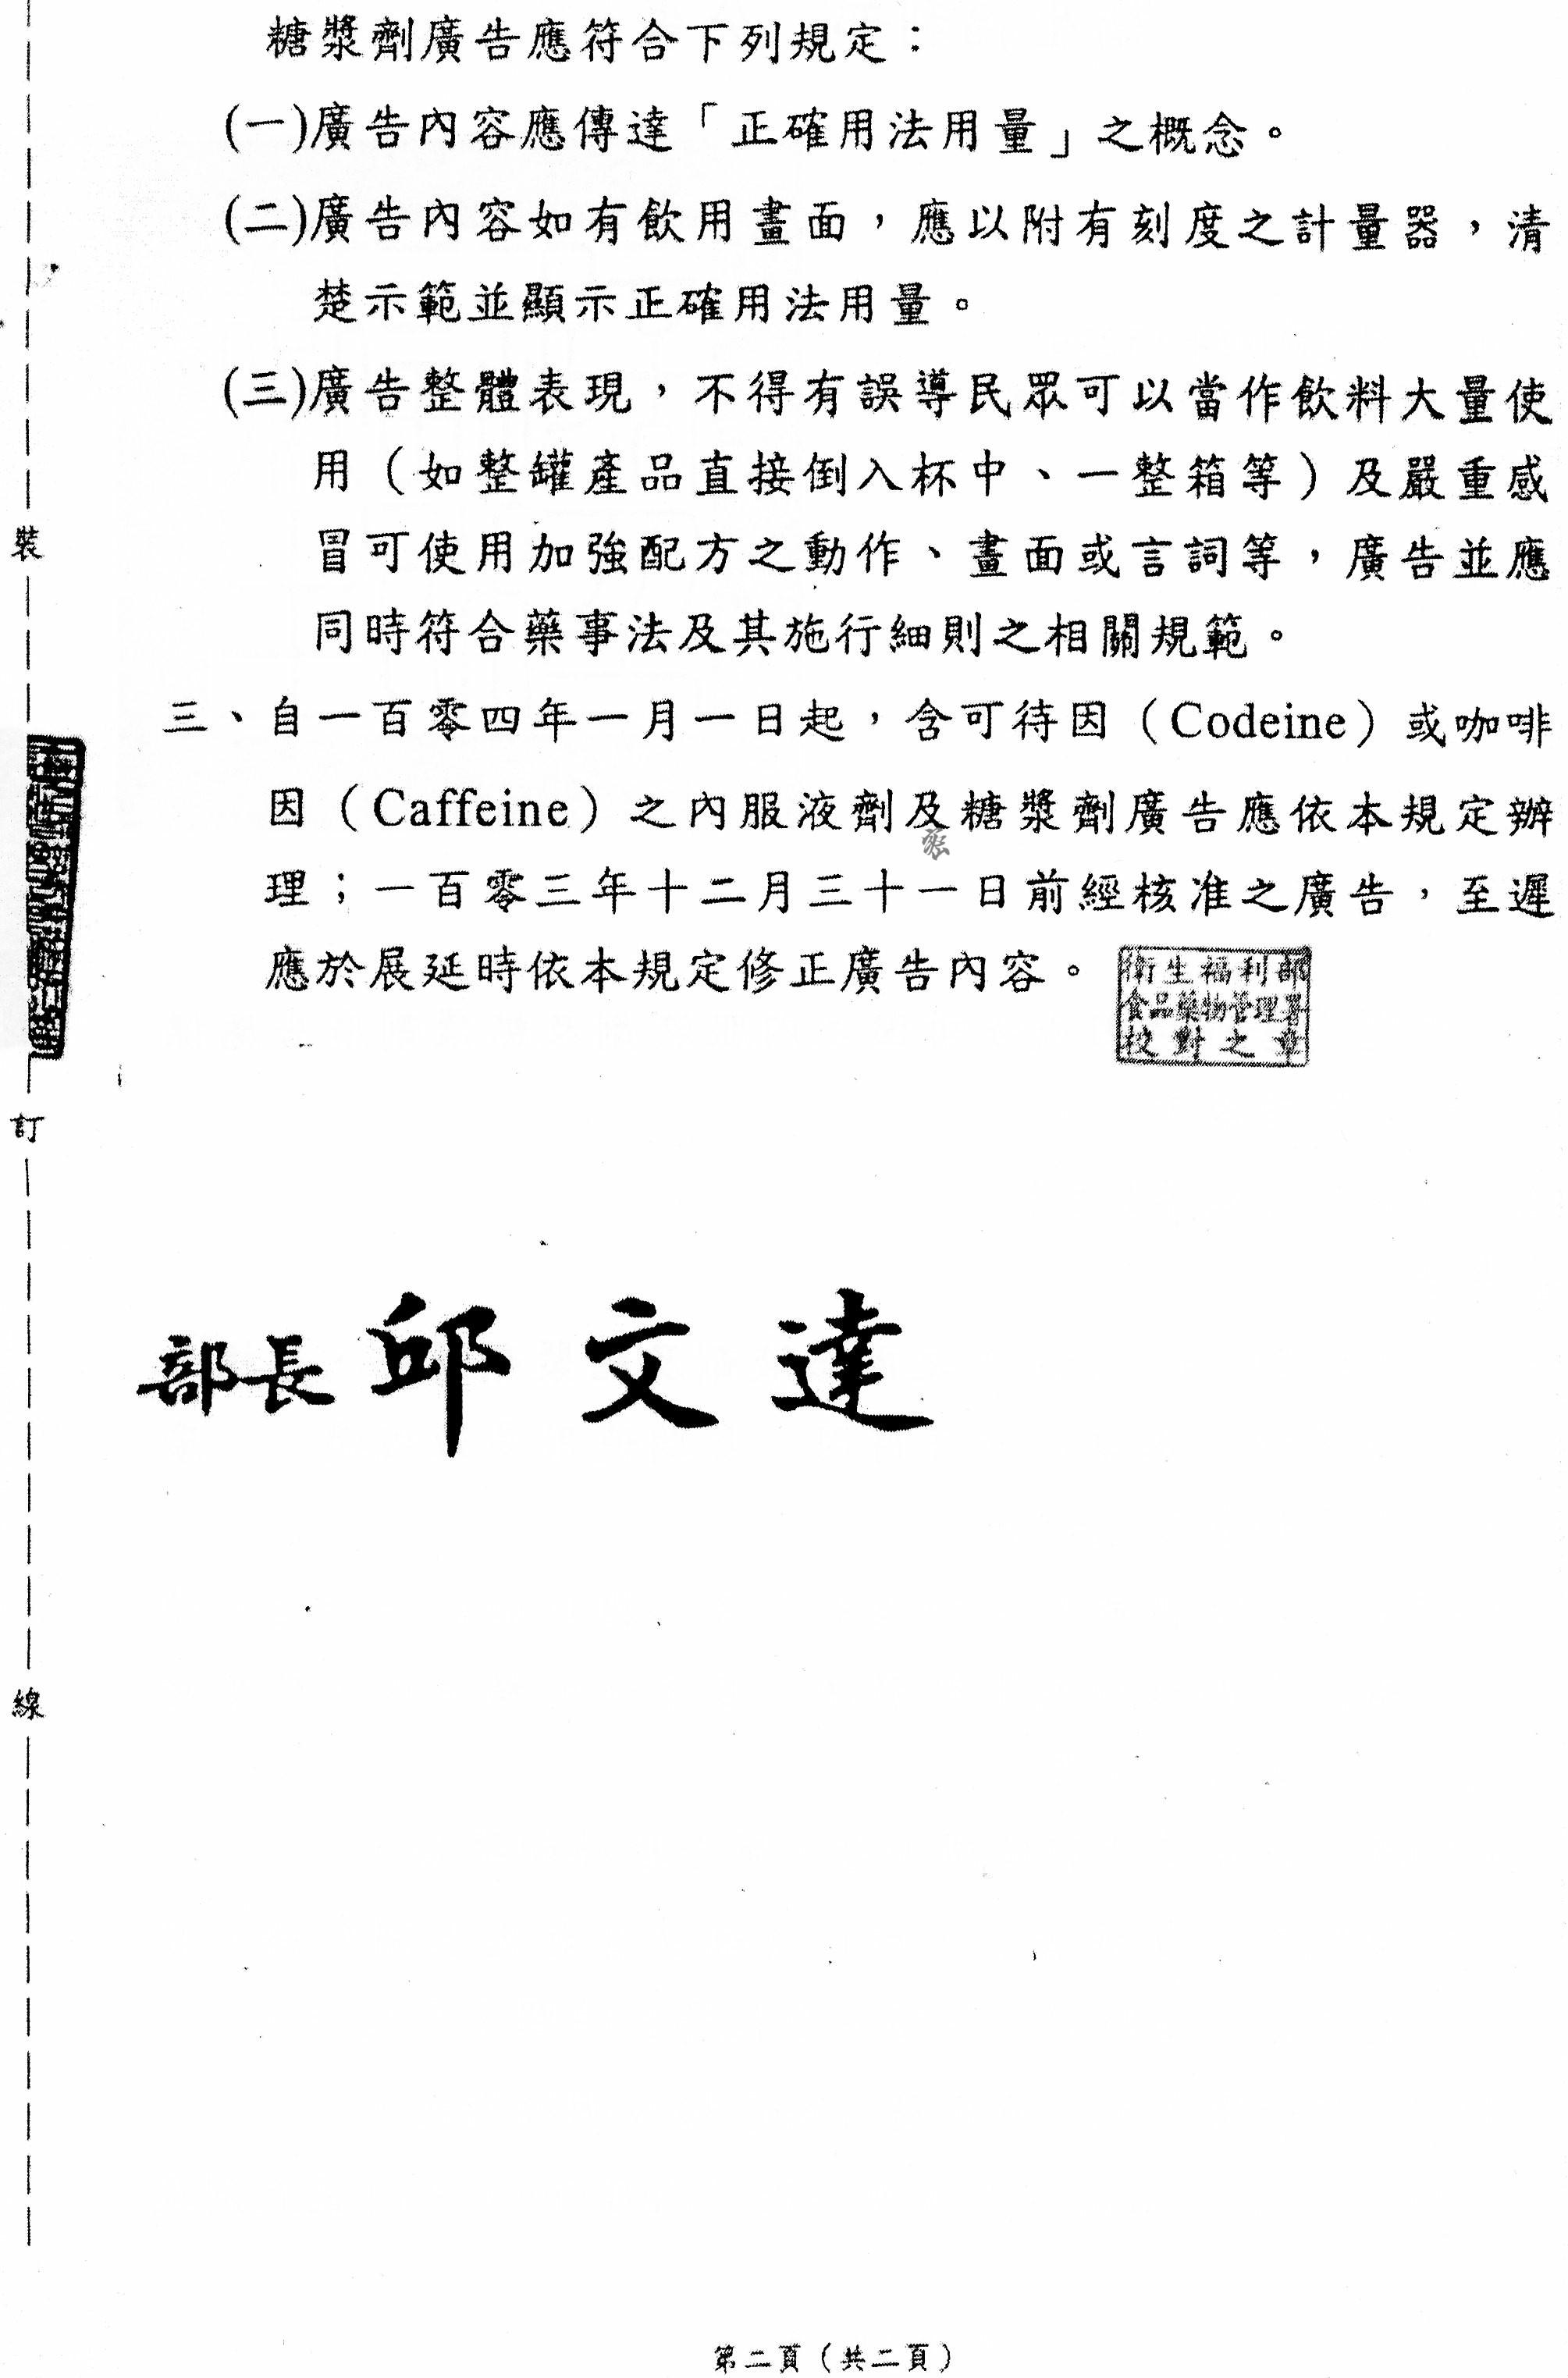 糖漿劑廣告應符合下列規定：
(一)廣告內容應傳達「正確用法用量」之概念。
(二)廣告內容如有飲用畫面，應以附有刻度之計量器，清
楚示範並顯示正確用法用量。
(三)廣告整體表現，不得有誤導民眾可以當作飲料大量使
用（如整罐產品直接倒入杯中、一整箱等）及嚴重感
冒可使用加強配方之動作、畫面或言詞等，廣告並應
同時符合藥事法及其施行細則之相關規範。
三、自一百零四年一月一日起，含可待因（Codeine）或咖啡
因（Caffeine）之內服液劑及糖漿劑廣告應依本規定辦
理；一百零三年十二月三十一日前經核准之廣告，至遲
應於展延時依本規定修正廣告內容。
衛生福利部
食品藥物管理署
校對之章
裝
訂
線
部長 邱文達
第二頁（共二頁）